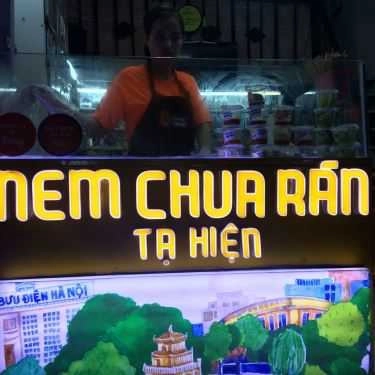 NEM CHUA RÁN
TẠ HIỆN
BƯU ĐIỆN HÀ NỘI